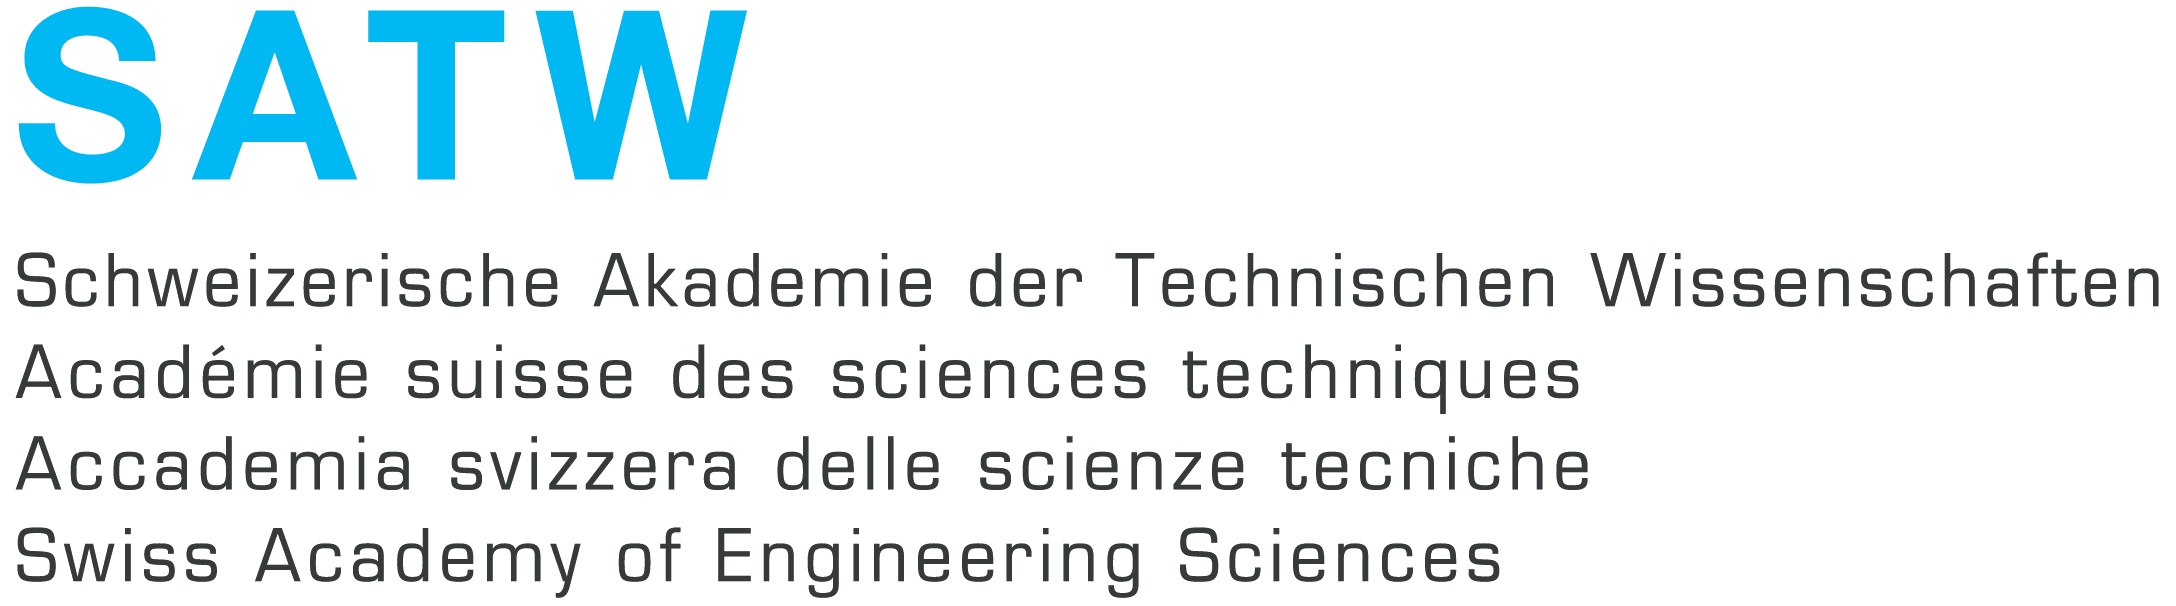 SATW
Schweizerische Akademie der Technischen Wissenschaften
Académie suisse des sciences techniques
Accademia svizzera delle scienze tecniche
Swiss Academy of Engineering Sciences